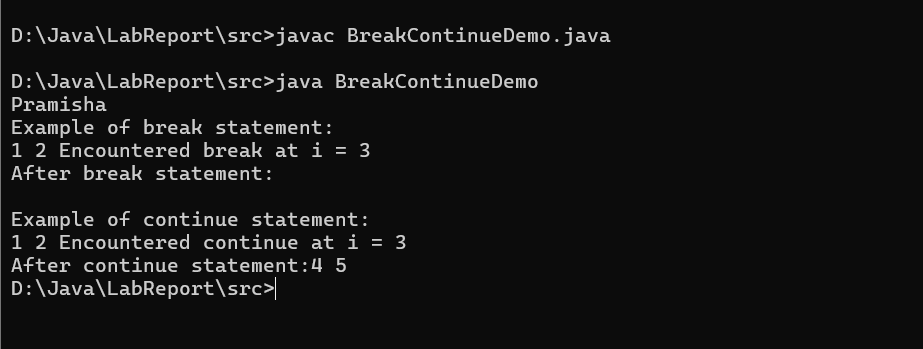 D:\Java\LabReport\src>javac BreakContinueDemo.java
D:\Java\LabReport\src>java BreakContinueDemo
Pramisha
Example of break statement:
1 2 Encountered break at i = 3
After break statement:
Example of continue statement:
1 2 Encountered continue at i = 3
After continue statement:4 5
D:\Java\LabReport\src>